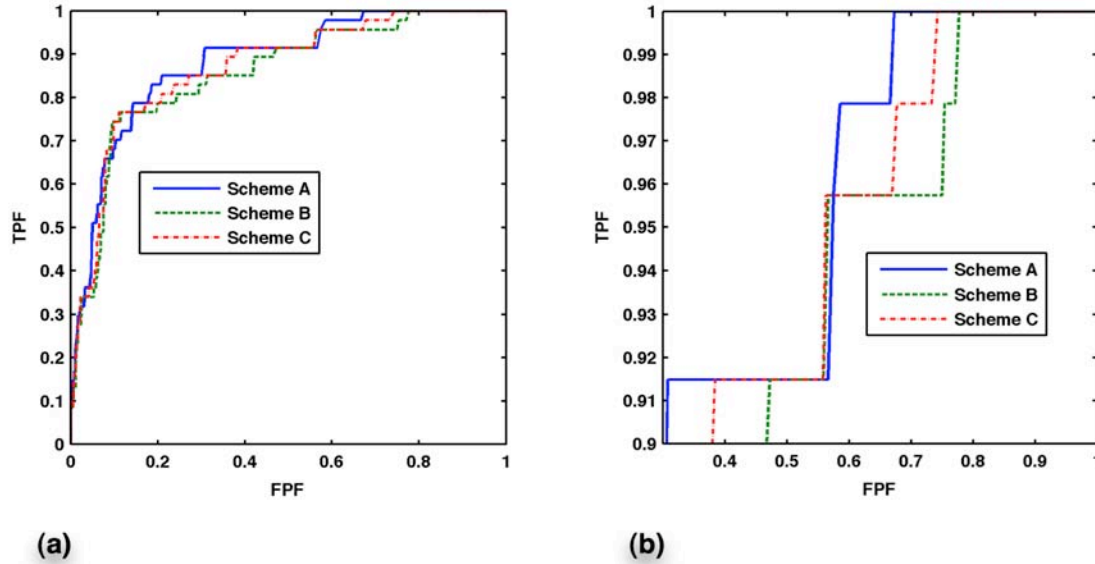 1
0.9
0.8
0.7
0.6
0.5
0.4
0.3
0.2
0.1
0
TPF
Scheme A
Scheme B
Scheme C
0 0.2 0.4 0.6 0.8 1
FPF
(a)
1
0.99
0.98
0.97
0.96
0.95
0.94
0.93
0.92
0.91
0.9
TPF
Scheme A
Scheme B
Scheme C
0.4 0.5 0.6 0.7 0.8 0.9 1
FPF
(b)